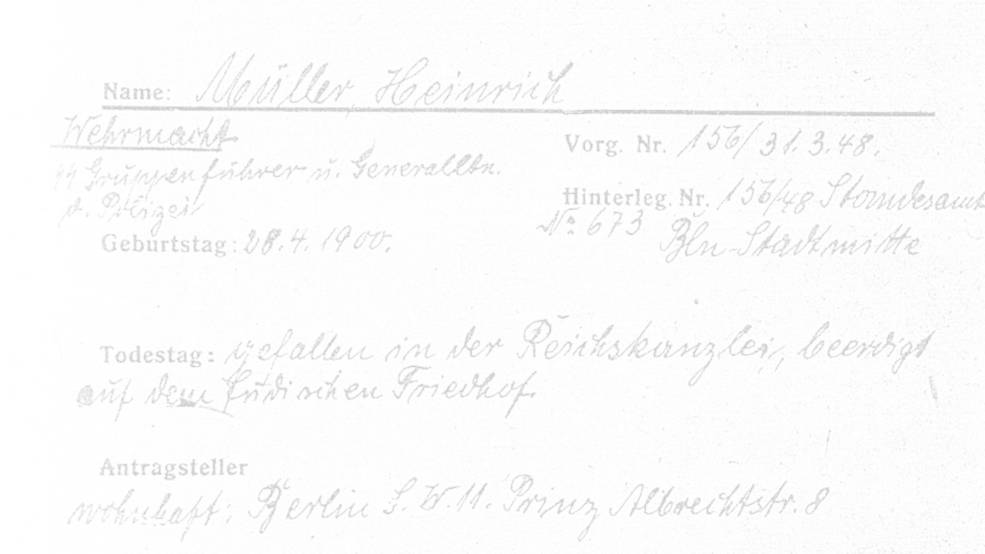 Name: Müller Heinrich
Wehrmacht
Vorg. Nr. 156/31.3.48.
SS Gruppenführer u. Generalltn.
d. Polizei
Hinterleg. Nr. 156/48 Standesamt
No 673 Bln-Stadtmitte
Geburtstag: 28.4.1900.
Todestag: gefallen in der Reichskanzlei, beerdigt
auf dem Jüdischen Friedhof.
Antragsteller
wohnhaft: Berlin S.W.11. Prinz Albrechtstr. 8